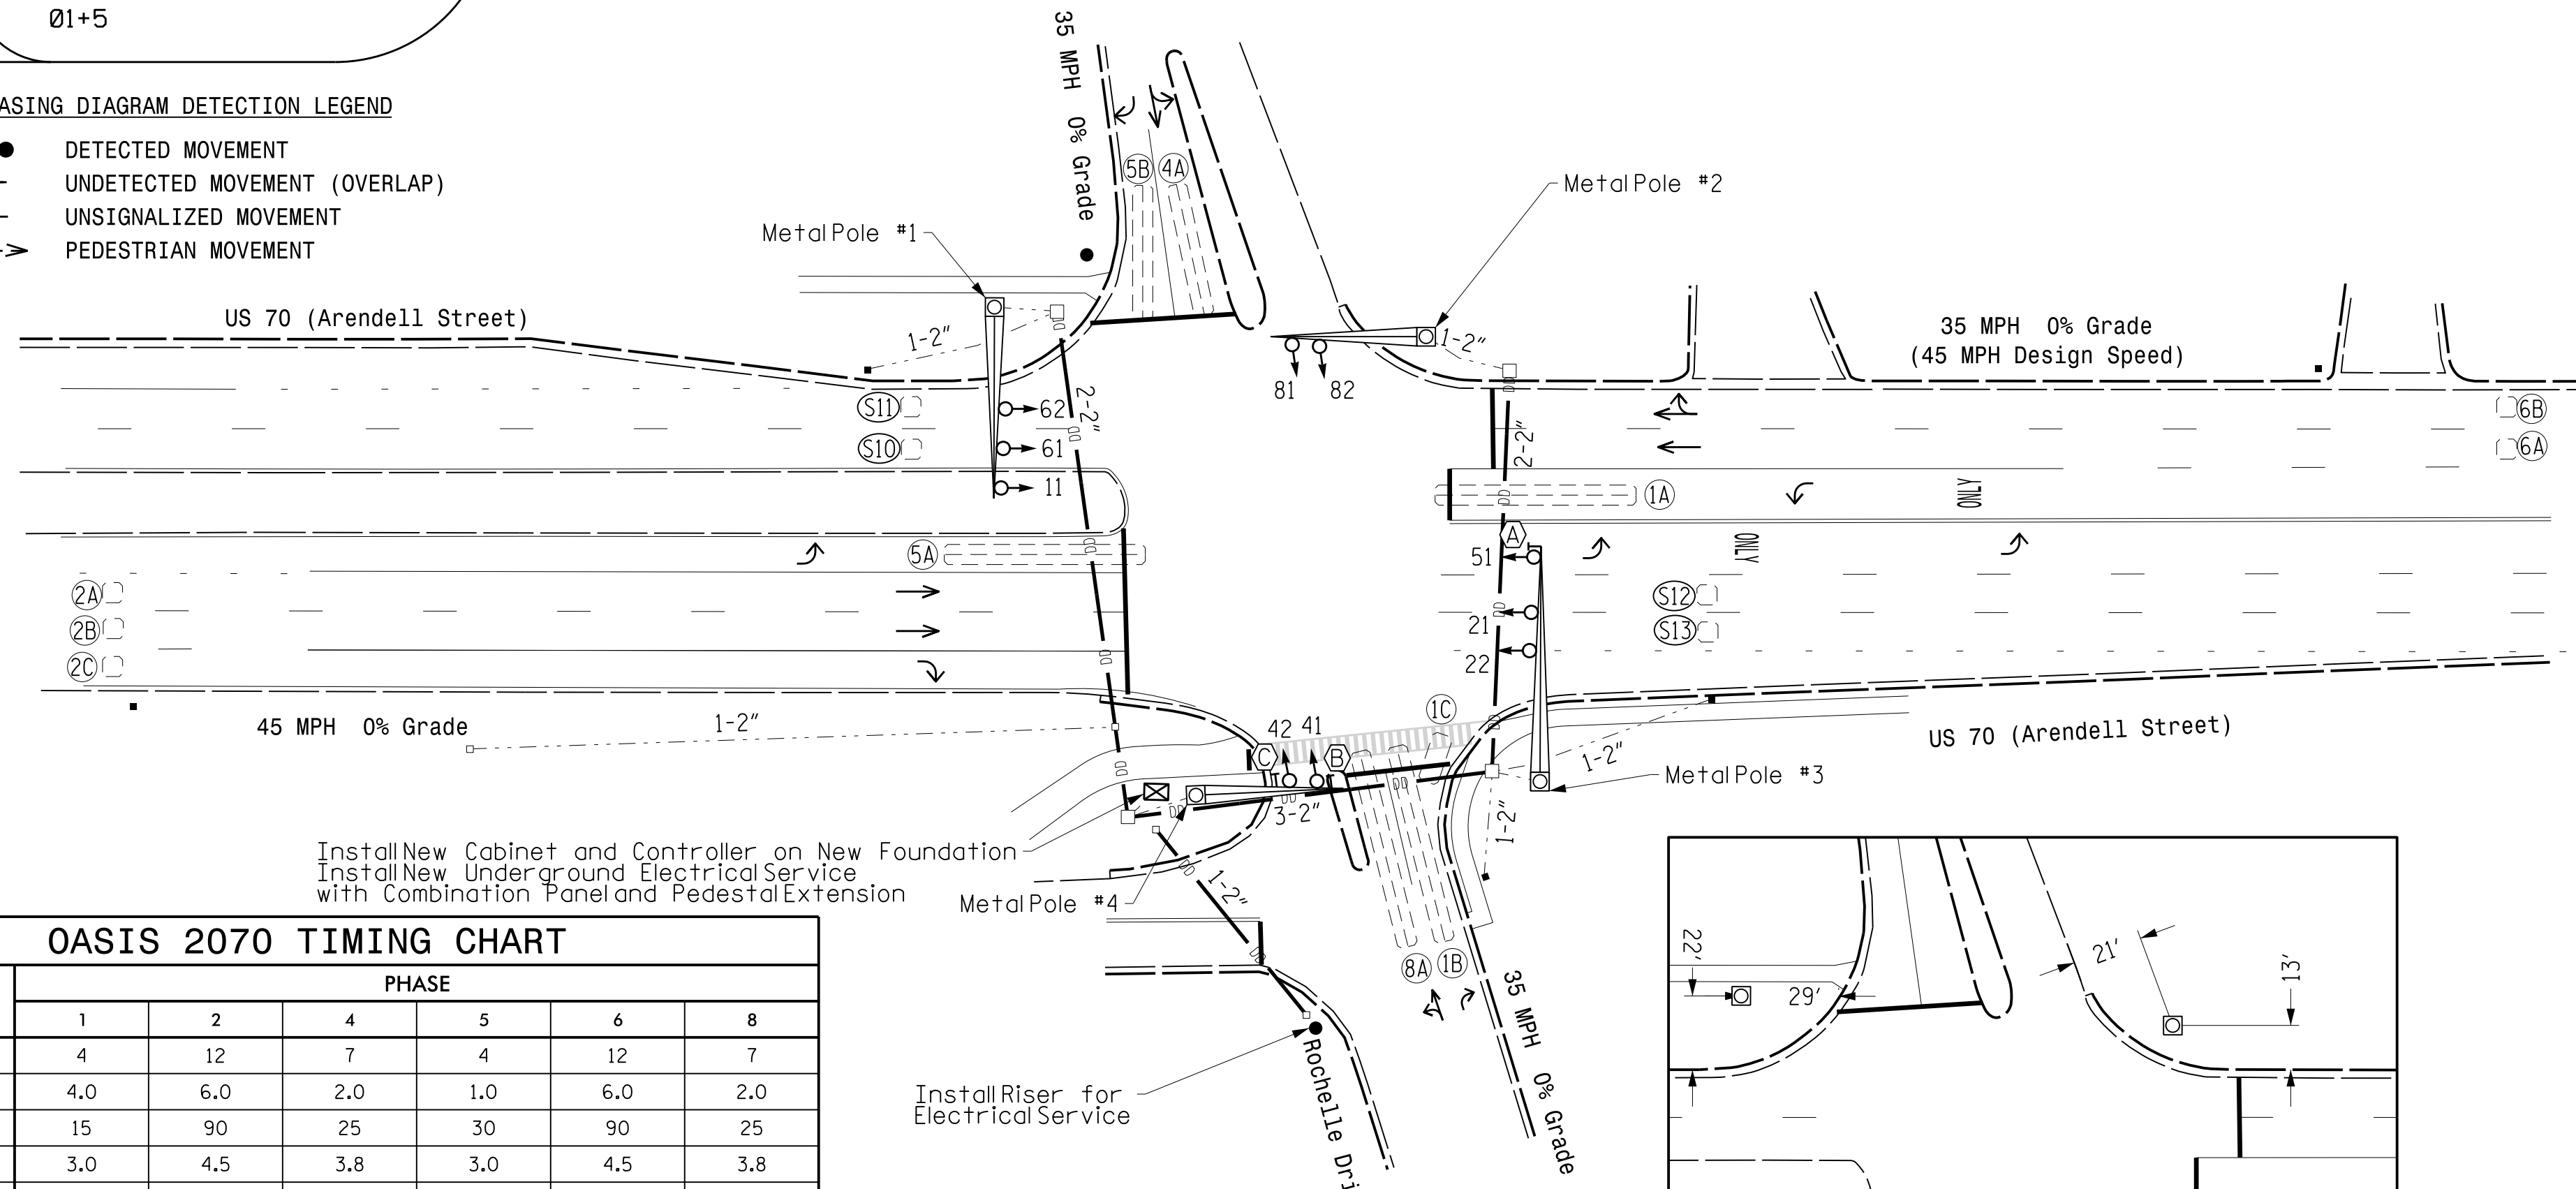 Ø1+5
ASING DIAGRAM DETECTION LEGEND
DETECTED MOVEMENT
UNDETECTED MOVEMENT (OVERLAP)
UNSIGNALIZED MOVEMENT
PEDESTRIAN MOVEMENT
35 MPH 0% Grade
5B
4A
Metal Pole #1
Metal Pole #2
US 70 (Arendell Street)
1-2"
2-2"
1-2"
81
82
35 MPH 0% Grade
(45 MPH Design Speed)
S11
62
S10
61
11
2-2"
6B
6A
1A
ONLY
A
ONLY
5A
51
2A
2B
2C
21
22
S12
S13
45 MPH 0% Grade
1-2"
42
41
1C
C
B
3-2"
1-2"
1-2"
Metal Pole #3
US 70 (Arendell Street)
Install New Cabinet and Controller on New Foundation
Install New Underground Electrical Service
with Combination Panel and Pedestal Extension
Metal Pole #4
1-2"
8A
1B
35 MPH 0% Grade
Install Riser for
Electrical Service
Rochelle Dri
22'
29'
21'
13'
OASIS 2070 TIMING CHART
PHASE
1 2 4 5 6 8
4 12 7 4 12 7
4.0 6.0 2.0 1.0 6.0 2.0
15 90 25 30 90 25
3.0 4.5 3.8 3.0 4.5 3.8